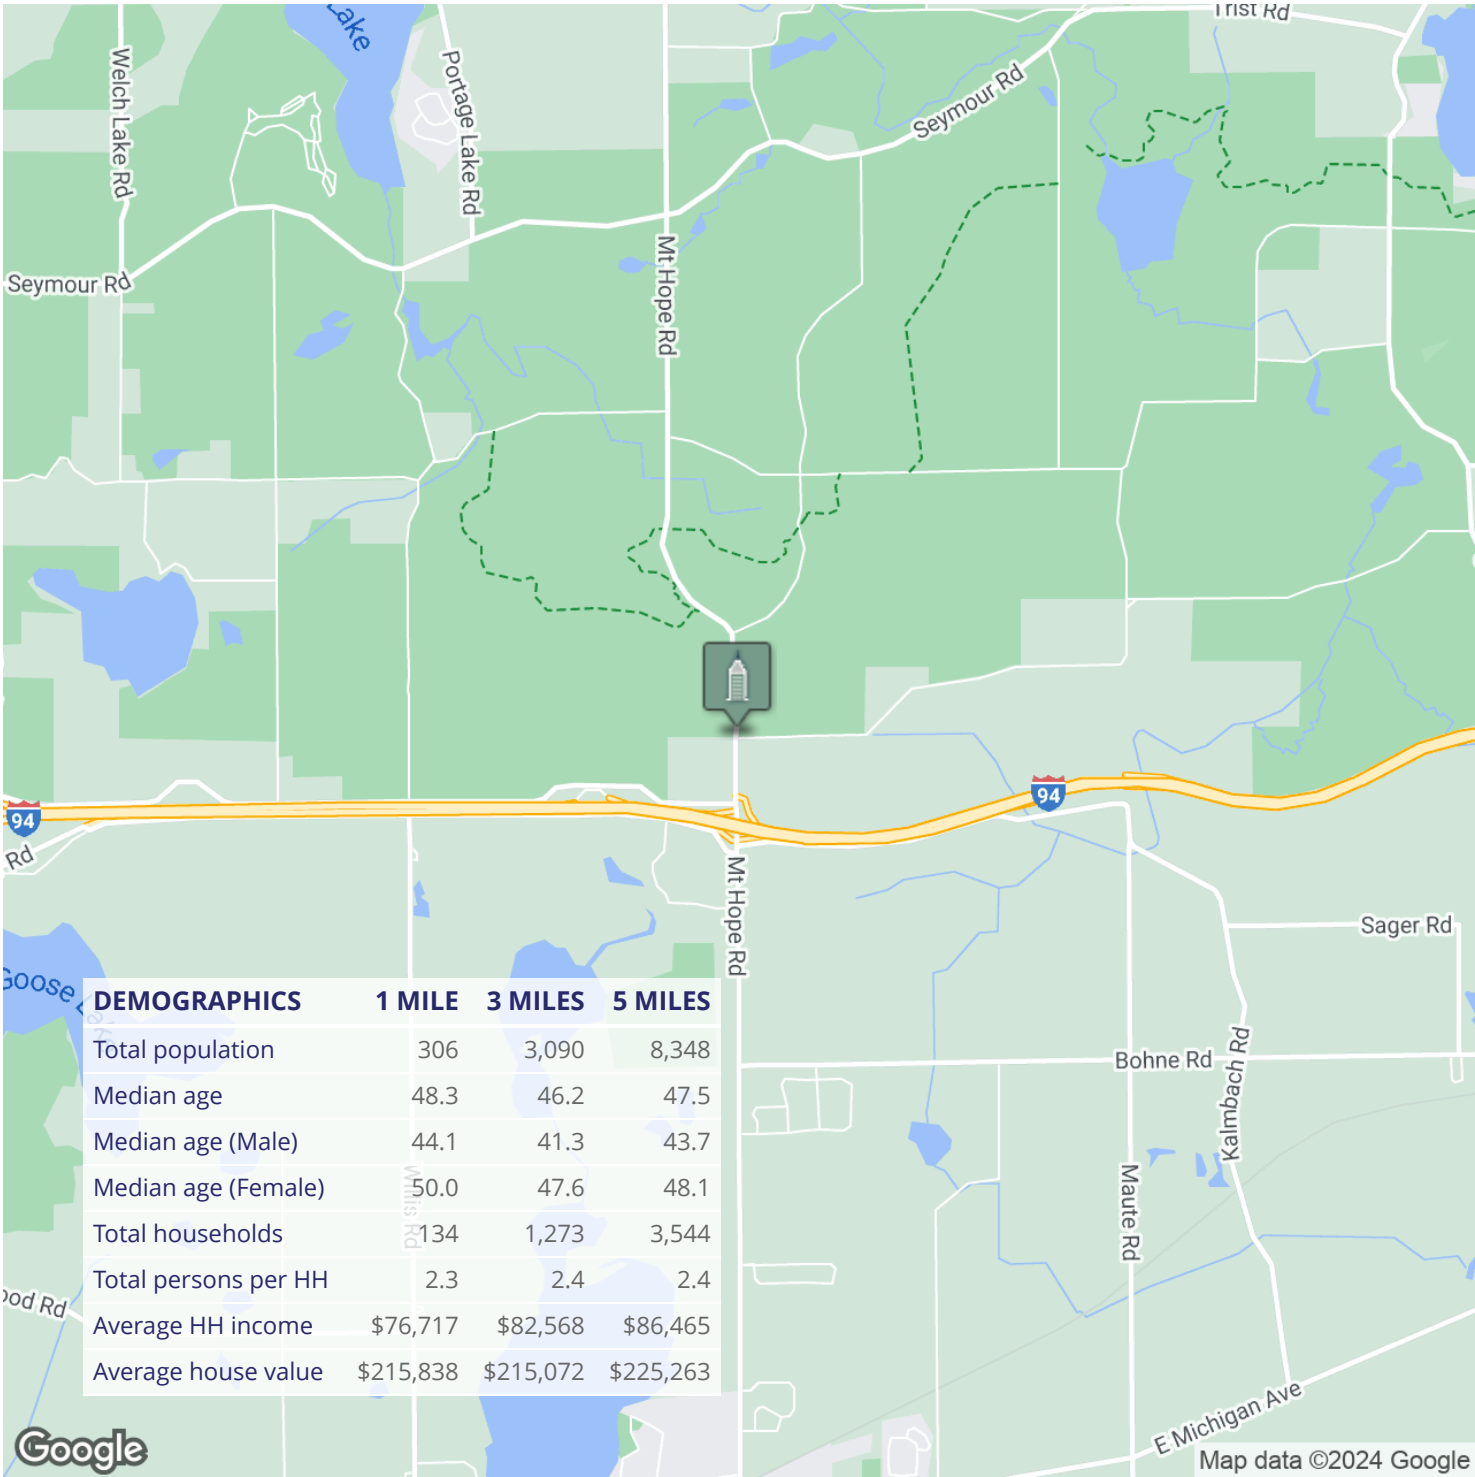 Lake
Trist Rd
Welch Lake Rd
Portage Lake Rd
Seymour Rd
Seymour Rd
Mt Hope Rd
94
94
Rd
Mt Hope Rd
Sager Rd
Goose Lake
DEMOGRAPHICS 1 MILE 3 MILES 5 MILES
Total population 306 3,090 8,348
Median age 48.3 46.2 47.5
Median age (Male) 44.1 41.3 43.7
Median age (Female) 50.0 47.6 48.1
Total households 134 1,273 3,544
Total persons per HH 2.3 2.4 2.4
Average HH income $76,717 $82,568 $86,465
Average house value $215,838 $215,072 $225,263
Bohne Rd
Kalmbach Rd
Willis Rd
Maute Rd
ood Rd
E Michigan Ave
Google
Map data ©2024 Google